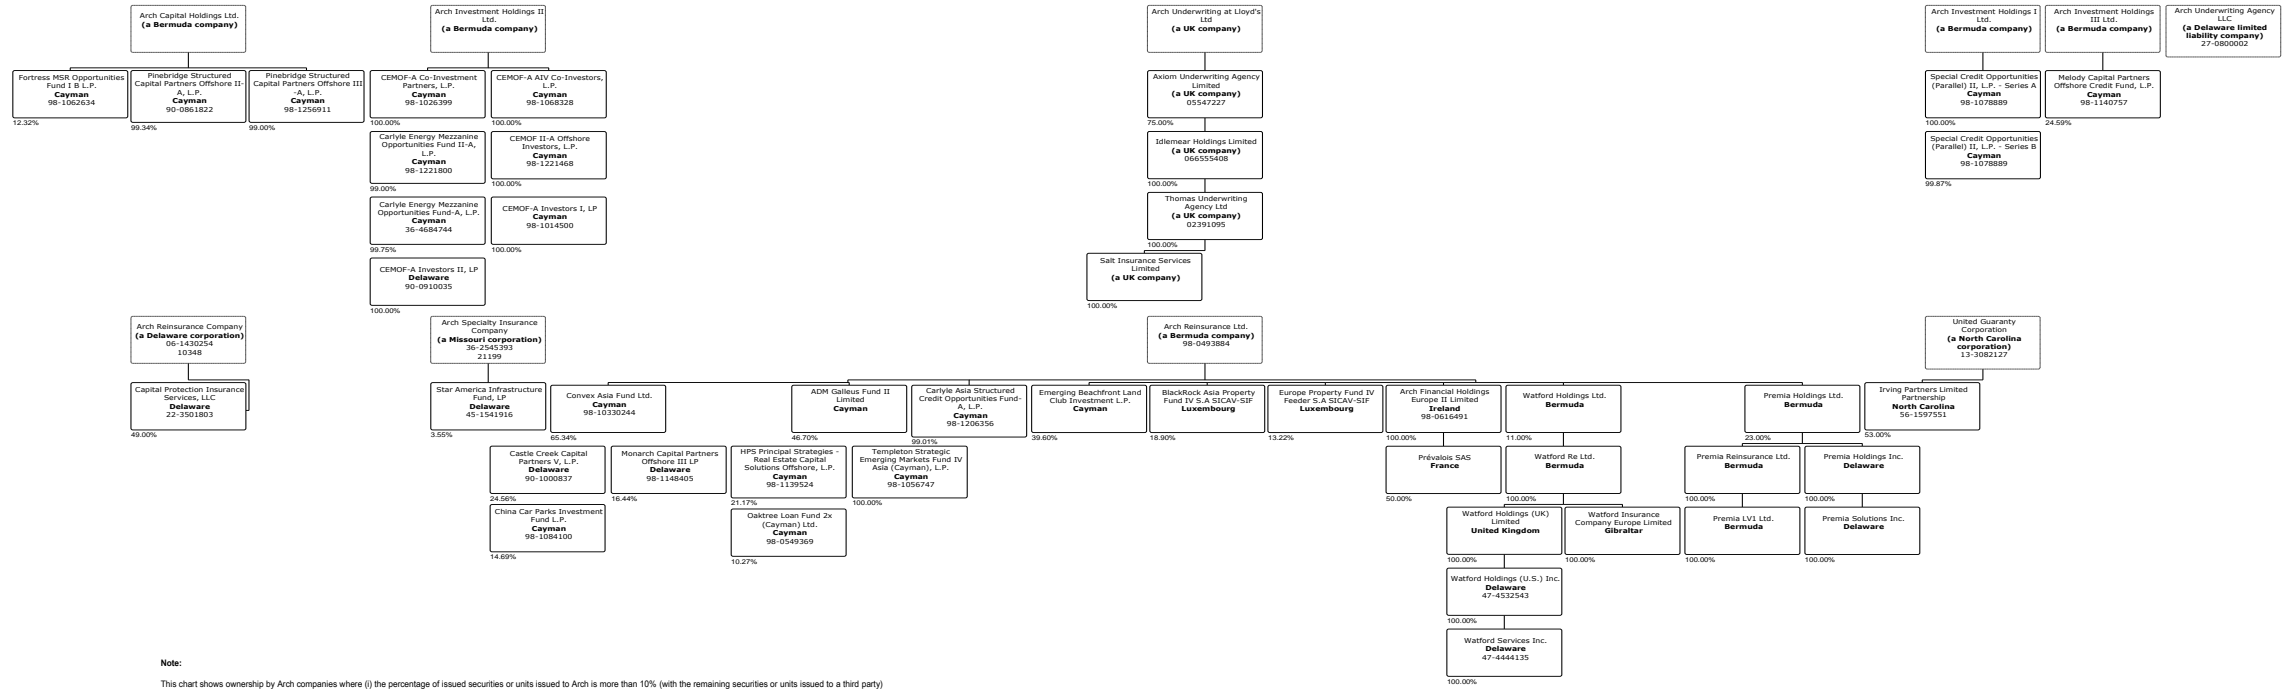 Arch Capital Holdings Ltd.
(a Bermuda company)
Arch Investment Holdings II
Ltd.
(a Bermuda company)
Arch Underwriting at Lloyd's
Ltd
(a UK company)
Arch Investment Holdings I
Ltd.
(a Bermuda company)
Arch Investment Holdings
III Ltd.
(a Bermuda company)
Arch Underwriting Agency
LLC
(a Delaware limited
liability company)
27-0800002
Fortress MSR Opportunities
Fund I B L.P.
Cayman
98-1062634
12.32%
Pinebridge Structured
Capital Partners Offshore II-
A, L.P.
Cayman
90-0861822
99.34%
Pinebridge Structured
Capital Partners Offshore III
-A, L.P.
Cayman
98-1256911
99.00%
CEMOF-A Co-Investment
Partners, L.P.
Cayman
98-1026399
100.00%
CEMOF-A AIV Co-Investors,
L.P.
Cayman
98-1068328
100.00%
Axiom Underwriting Agency
Limited
(a UK company)
05547227
75.00%
Special Credit Opportunities
(Parallel) II, L.P. - Series A
Cayman
98-1078889
100.00%
Melody Capital Partners
Offshore Credit Fund, L.P.
Cayman
98-1140757
24.59%
Carlyle Energy Mezzanine
Opportunities Fund II-A,
L.P.
Cayman
98-1221800
99.00%
CEMOF II-A Offshore
Investors, L.P.
Cayman
98-1221468
100.00%
Idlemear Holdings Limited
(a UK company)
066555408
100.00%
Special Credit Opportunities
(Parallel) II, L.P. - Series B
Cayman
98-1078889
99.87%
Carlyle Energy Mezzanine
Opportunities Fund-A, L.P.
Cayman
36-4684744
99.75%
CEMOF-A Investors I, LP
Cayman
98-1014500
100.00%
Thomas Underwriting
Agency Ltd
(a UK company)
02391095
100.00%
CEMOF-A Investors II, LP
Delaware
90-0910035
100.00%
Salt Insurance Services
Limited
(a UK company)
100.00%
Arch Reinsurance Company
(a Delaware corporation)
06-1430254
10348
Arch Specialty Insurance
Company
(a Missouri corporation)
36-2545393
21199
Arch Reinsurance Ltd.
(a Bermuda company)
98-0493884
United Guaranty
Corporation
(a North Carolina
corporation)
13-3082127
Capital Protection Insurance
Services, LLC
Delaware
22-3501803
49.00%
Star America Infrastructure
Fund, LP
Delaware
45-1541916
3.55%
Convex Asia Fund Ltd.
Cayman
98-10330244
65.34%
ADM Galleus Fund II
Limited
Cayman
46.70%
Carlyle Asia Structured
Credit Opportunities Fund-
A, L.P.
Cayman
98-1206356
99.01%
Emerging Beachfront Land
Club Investment L.P.
Cayman
39.60%
BlackRock Asia Property
Fund IV S.A SICAV-SIF
Luxembourg
18.90%
Europe Property Fund IV
Feeder S.A SICAV-SIF
Luxembourg
13.22%
Arch Financial Holdings
Europe II Limited
Ireland
98-0616491
100.00%
Watford Holdings Ltd.
Bermuda
11.00%
Premia Holdings Ltd.
Bermuda
23.00%
Irving Partners Limited
Partnership
North Carolina
56-1597551
53.00%
Castle Creek Capital
Partners V, L.P.
Delaware
90-1000837
24.56%
Monarch Capital Partners
Offshore III LP
Delaware
98-1148405
16.44%
HPS Principal Strategies -
Real Estate Capital
Solutions Offshore, L.P.
Cayman
98-1139524
21.17%
Templeton Strategic
Emerging Markets Fund IV
Asia (Cayman), L.P.
Cayman
98-1056747
100.00%
Prévalois SAS
France
50.00%
Watford Re Ltd.
Bermuda
100.00%
Premia Reinsurance Ltd.
Bermuda
100.00%
Premia Holdings Inc.
Delaware
100.00%
China Car Parks Investment
Fund L.P.
Cayman
98-1084100
14.69%
Oaktree Loan Fund 2x
(Cayman) Ltd.
Cayman
98-0549369
10.27%
Watford Holdings (UK)
Limited
United Kingdom
100.00%
Watford Insurance
Company Europe Limited
Gibraltar
100.00%
Premia LV1 Ltd.
Bermuda
100.00%
Premia Solutions Inc.
Delaware
100.00%
Watford Holdings (U.S.) Inc.
Delaware
47-4532543
100.00%
Watford Services Inc.
Delaware
47-4444135
100.00%
Note:
This chart shows ownership by Arch companies where (i) the percentage of issued securities or units issued to Arch is more than 10% (with the remaining securities or units issued to a third party)